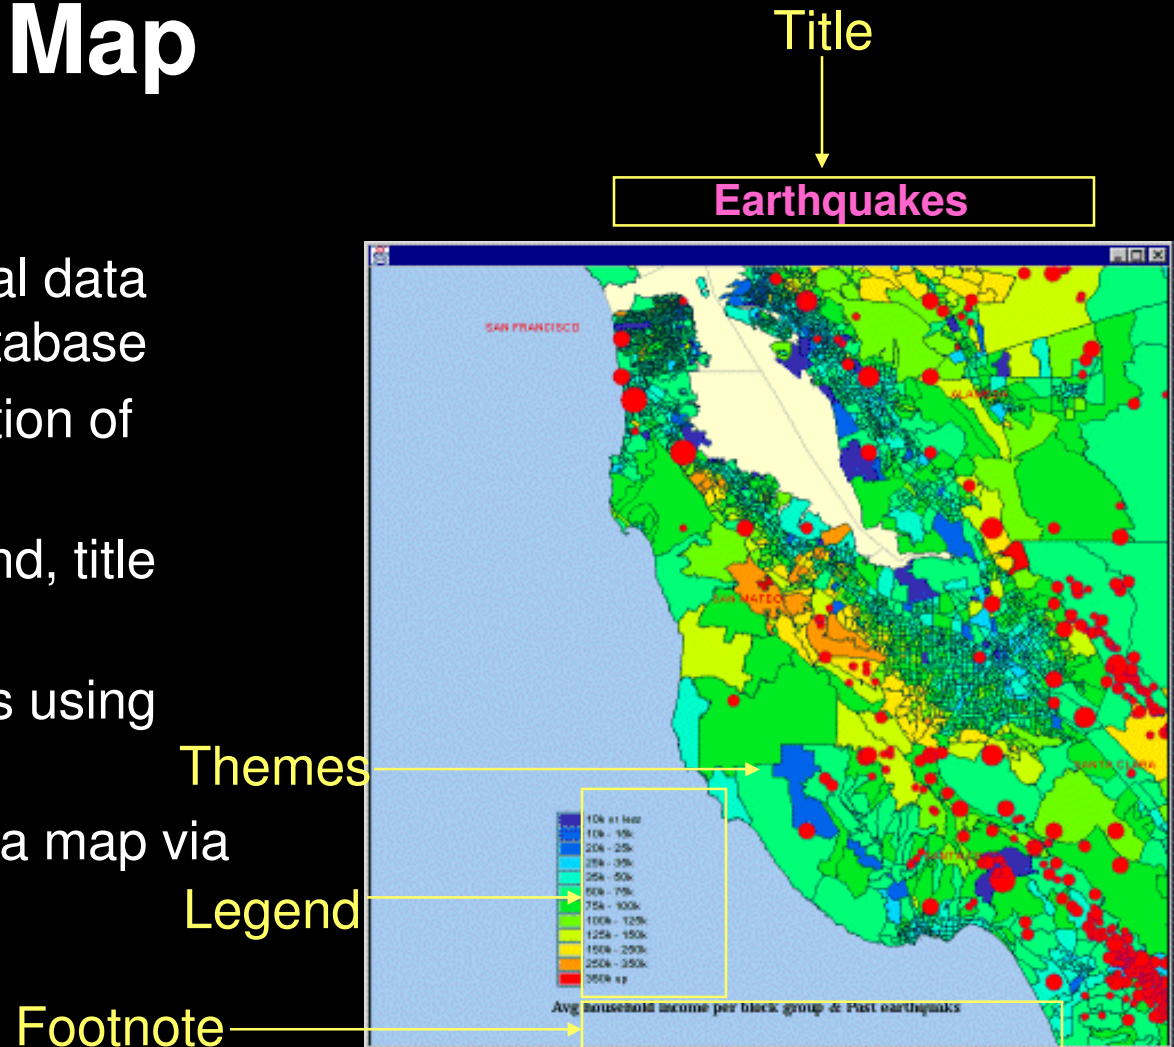 Map
Title
Earthquakes
al data
tabase
tion of
nd, title
s using
a map via
Themes
Legend
Footnote
SAN FRANCISCO
SAN MATEO
SANTA CLARA
10k or less
10k - 15k
20k - 25k
25k - 35k
35k - 50k
50k - 75k
75k - 100k
100k - 125k
125k - 150k
150k - 250k
250k - 350k
350k up
Avg household income per block group & Past earthquaks